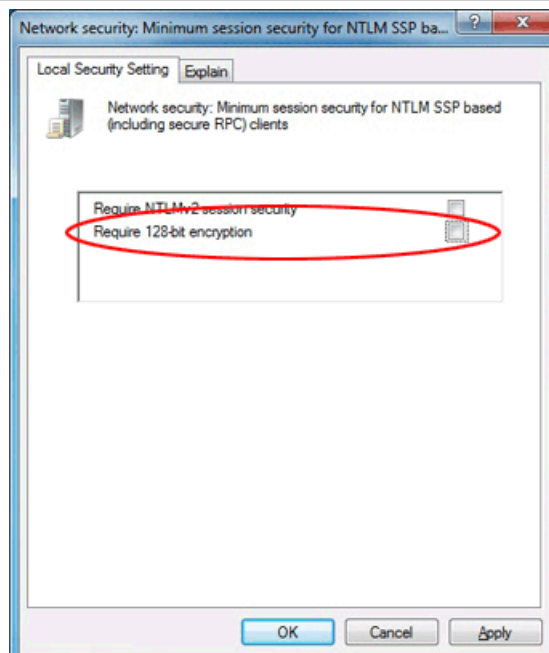 Network security: Minimum session security for NTLM SSP ba...
Local Security Setting
Explain
Network security: Minimum session security for NTLM SSP based
(including secure RPC) clients
Require NTLMv2 session security
Require 128-bit encryption
OK
Cancel
Apply